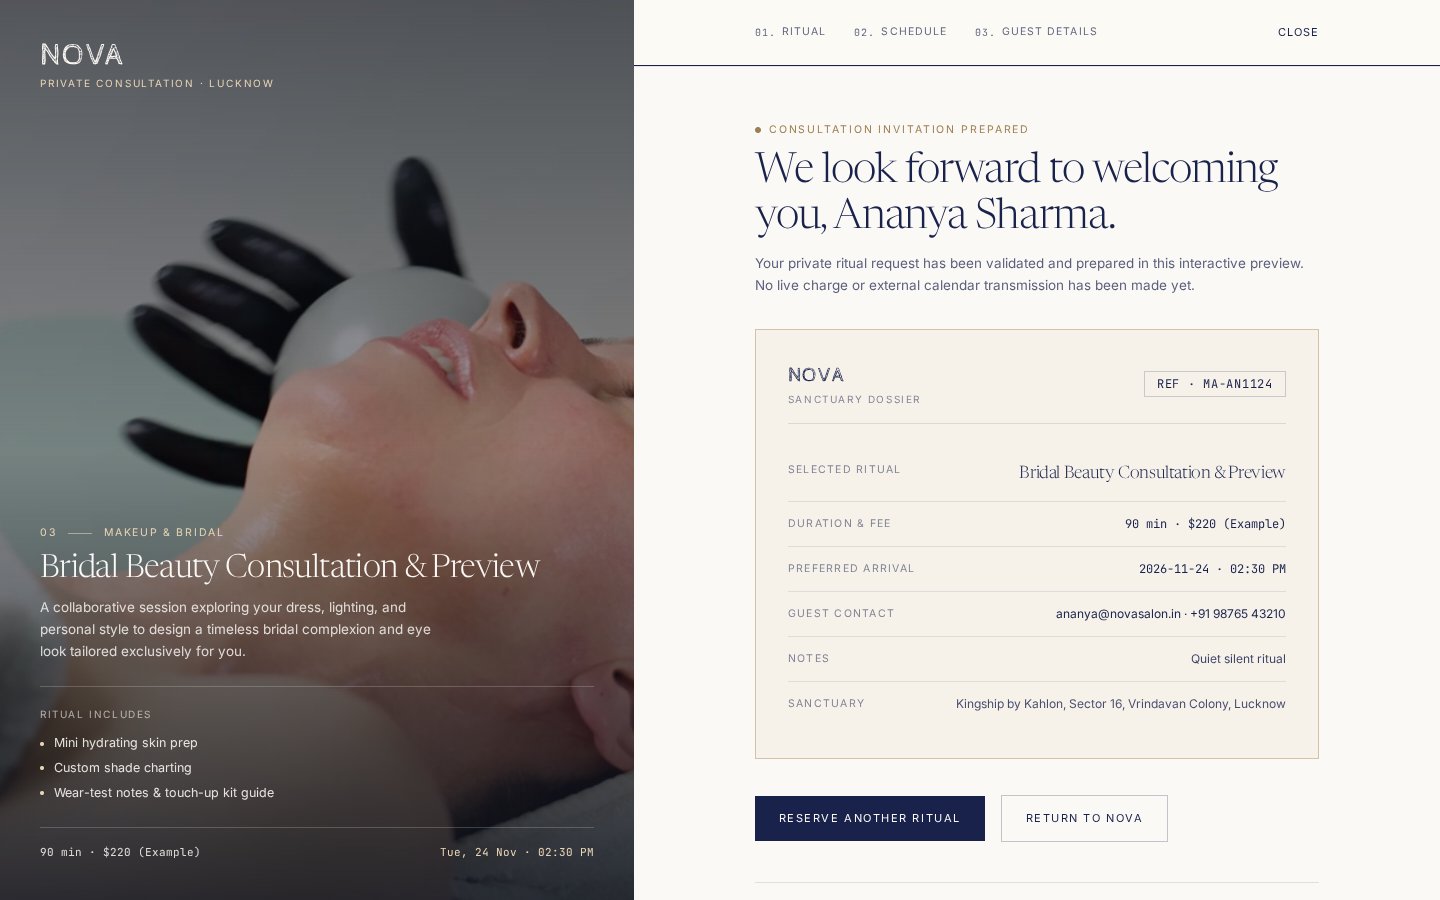 NOVA
PRIVATE CONSULTATION · LUCKNOW
03 MAKEUP & BRIDAL
Bridal Beauty Consultation & Preview
A collaborative session exploring your dress, lighting, and
personal style to design a timeless bridal complexion and eye
look tailored exclusively for you.
RITUAL INCLUDES
• Mini hydrating skin prep
• Custom shade charting
• Wear-test notes & touch-up kit guide
90 min · $220 (Example) Tue, 24 Nov · 02:30 PM
01. RITUAL 02. SCHEDULE 03. GUEST DETAILS CLOSE
• CONSULTATION INVITATION PREPARED
We look forward to welcoming
you, Ananya Sharma.
Your private ritual request has been validated and prepared in this interactive preview.
No live charge or external calendar transmission has been made yet.
NOVA
SANCTUARY DOSSIER
REF · MA-AN1124
SELECTED RITUAL Bridal Beauty Consultation & Preview
DURATION & FEE 90 min · $220 (Example)
PREFERRED ARRIVAL 2026-11-24 · 02:30 PM
GUEST CONTACT ananya@novasalon.in · +91 98765 43210
NOTES Quiet silent ritual
SANCTUARY Kingship by Kahlon, Sector 16, Vrindavan Colony, Lucknow
RESERVE ANOTHER RITUAL RETURN TO NOVA